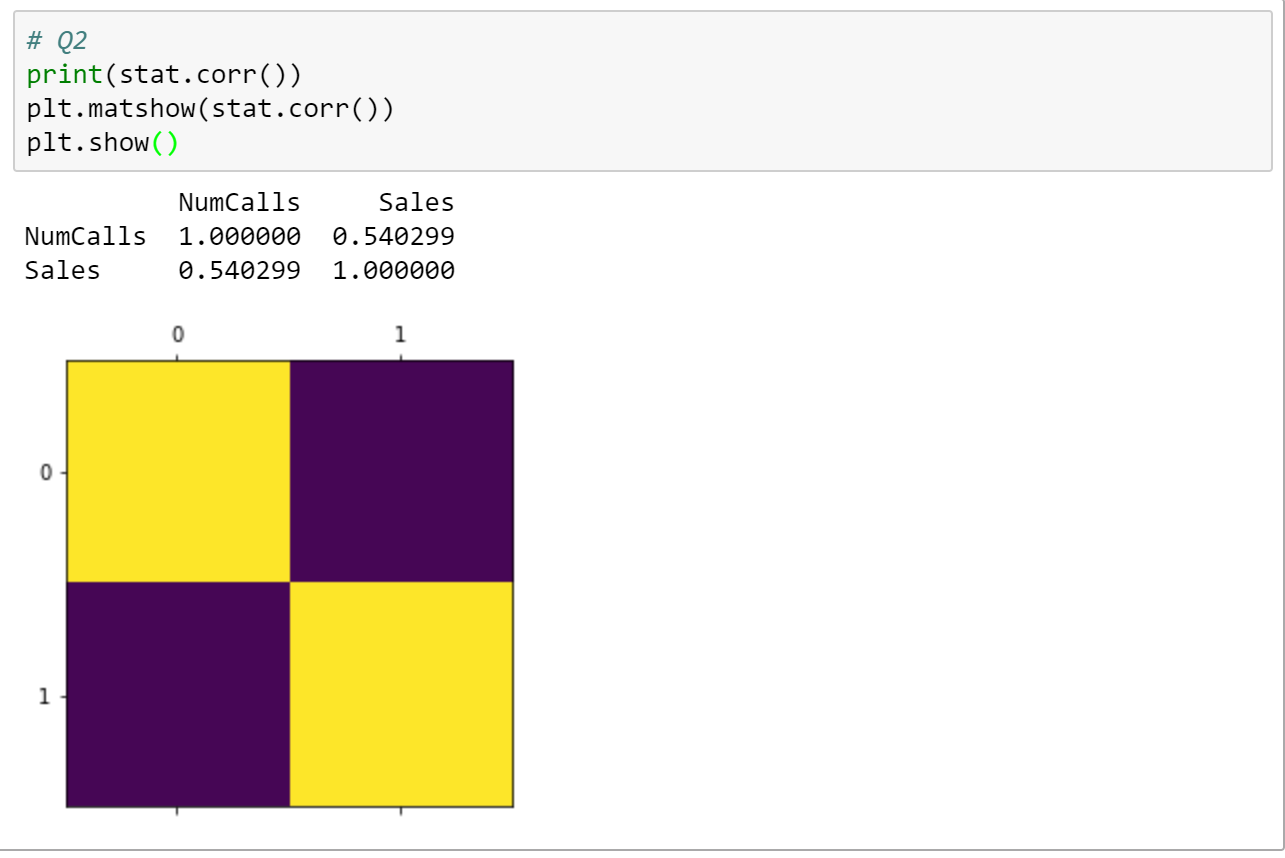 # Q2
print(stat.corr())
plt.matshow(stat.corr())
plt.show()
NumCalls Sales
NumCalls 1.000000 0.540299
Sales 0.540299 1.000000
0 1
0
1